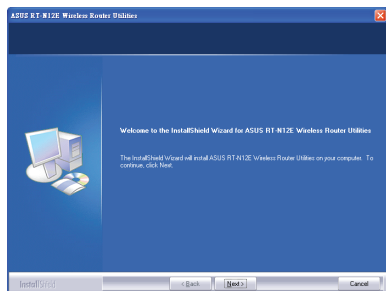 ASUS RT-N12E Wireless Router Utilities
Welcome to the InstallShield Wizard for ASUS RT-N12E Wireless Router Utilities
The InstallShield Wizard will install ASUS RT-N12E Wireless Router Utilities on your computer. To
continue, click Next.
InstallShield
< Back
Next >
Cancel